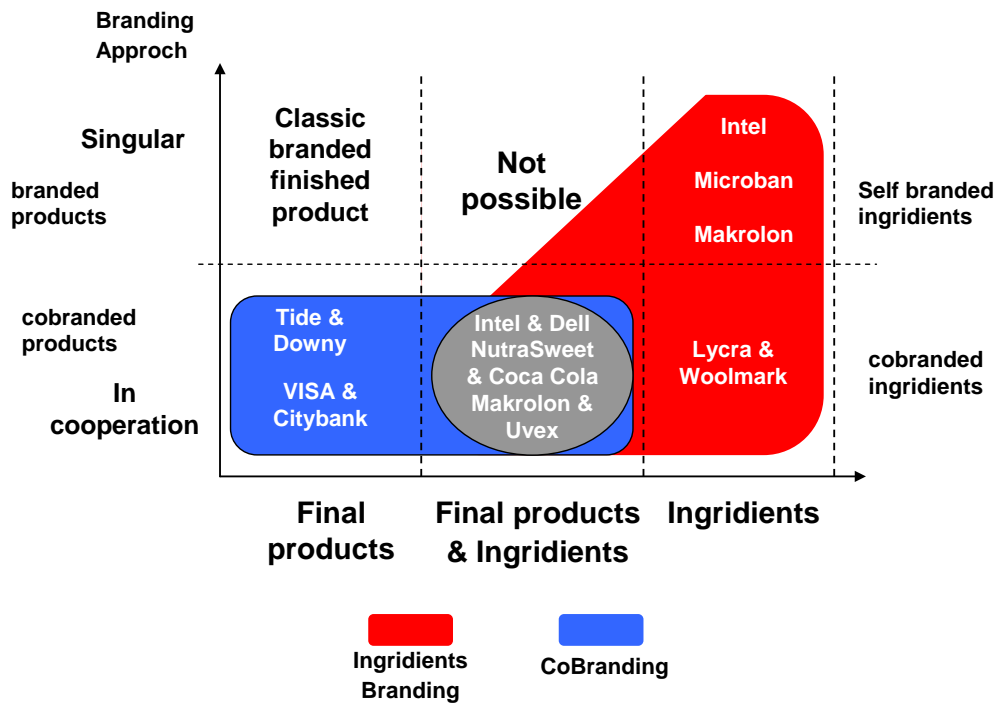 Branding
Approch
Singular
branded
products
Classic
branded
finished
product
Not
possible
Intel
Microban
Makrolon
Self branded
ingridients
cobranded
products
In
cooperation
Tide &
Downy
VISA &
Citybank
Intel & Dell
NutraSweet
& Coca Cola
Makrolon &
Uvex
Lycra &
Woolmark
cobranded
ingridients
Final
products
Final products
& Ingridients
Ingridients
Ingridients
Branding
CoBranding